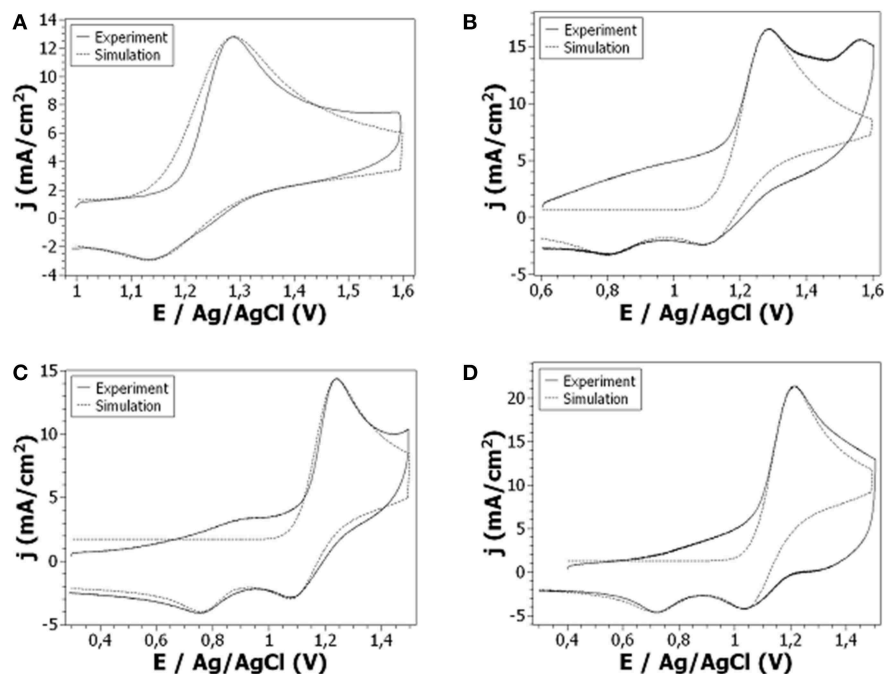 A
Experiment
Simulation
14
12
10
8
6
4
2
0
-2
-4
j (mA/cm²)
1 1,1 1,2 1,3 1,4 1,5 1,6
E / Ag/AgCl (V)
B
Experiment
Simulation
15
10
5
0
-5
j (mA/cm²)
0,6 0,8 1 1,2 1,4 1,6
E / Ag/AgCl (V)
C
Experiment
Simulation
15
10
5
0
-5
j (mA/cm²)
0,4 0,6 0,8 1 1,2 1,4
E / Ag/AgCl (V)
D
Experiment
Simulation
20
15
10
5
0
-5
j (mA/cm²)
0,4 0,6 0,8 1 1,2 1,4
E / Ag/AgCl (V)